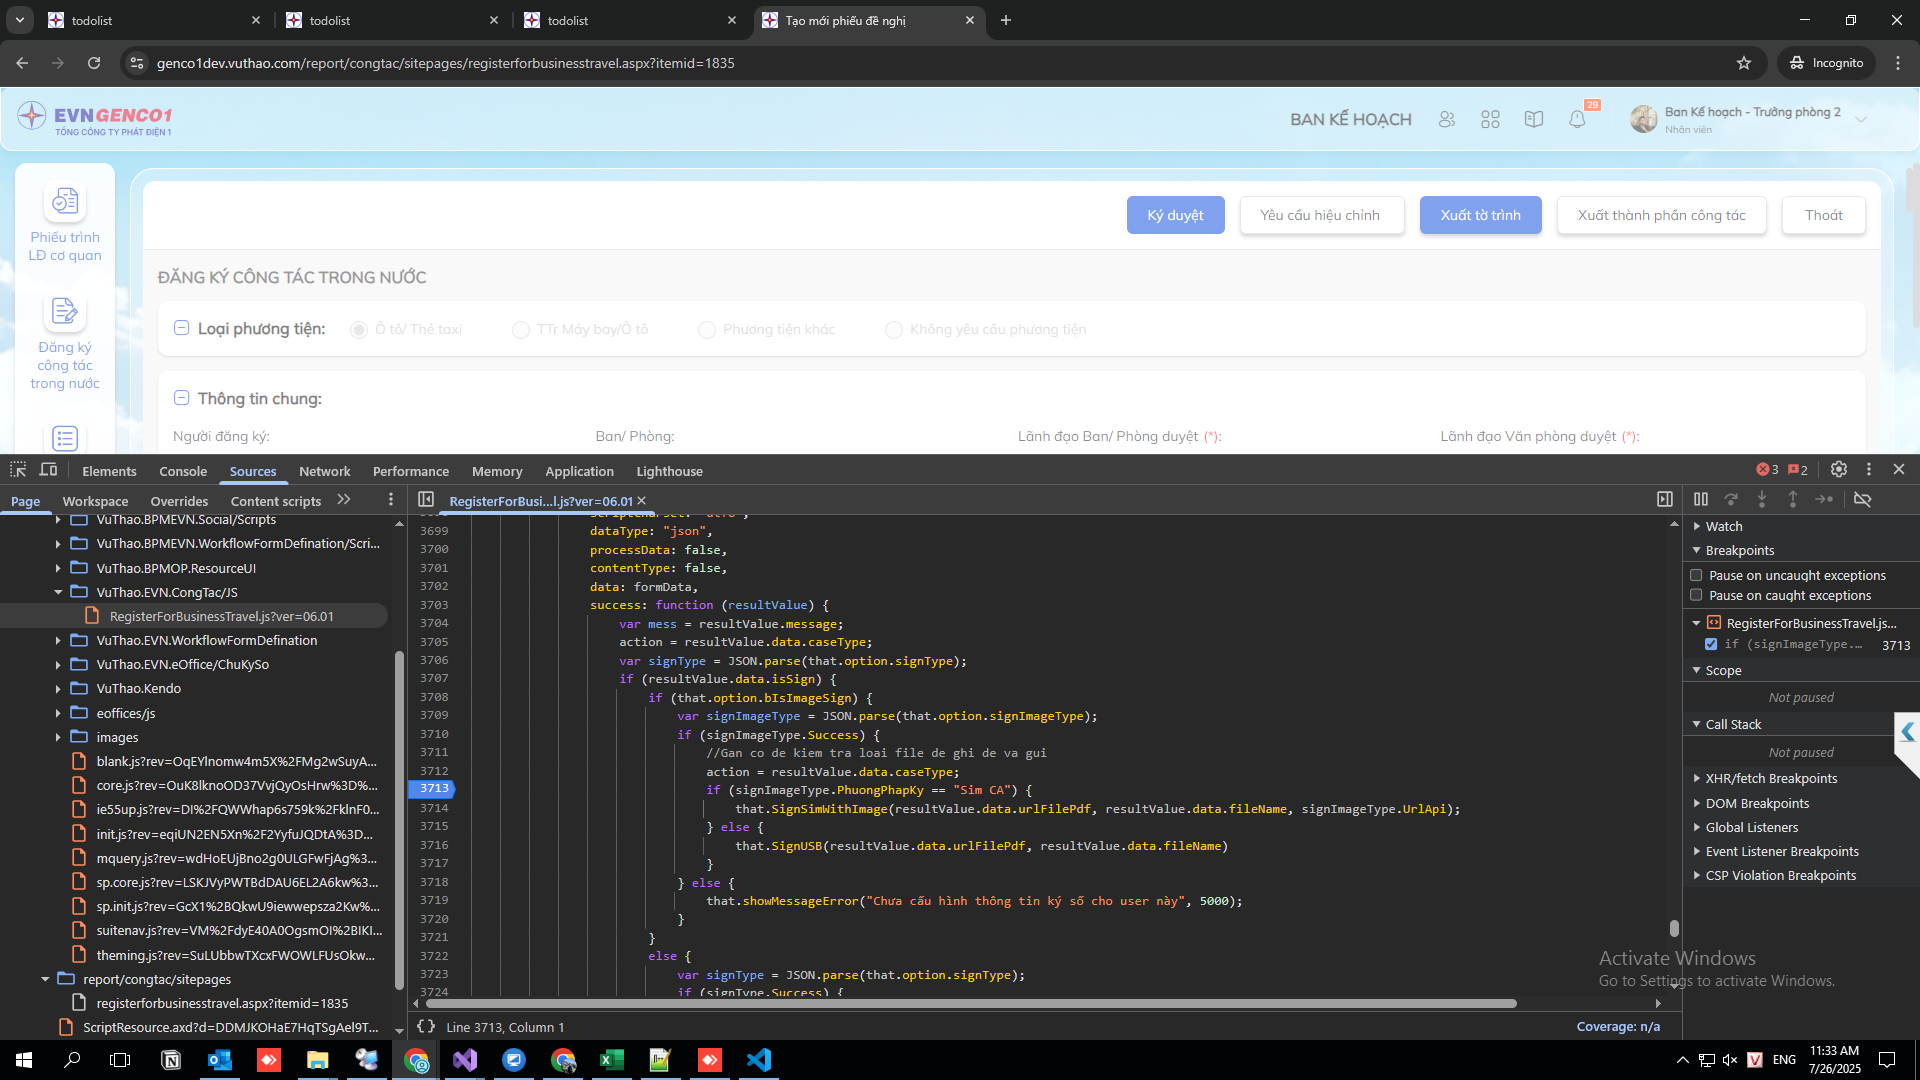 todolist
todolist
todolist
Tạo mới phiếu đề nghị
genco1dev.vuthao.com/report/congtac/sitepages/registerforbusinesstravel.aspx?itemid=1835
Incognito
EVNGENCO1
TỔNG CÔNG TY PHÁT ĐIỆN 1
BAN KẾ HOẠCH
29
Ban Kế hoạch - Trưởng phòng 2
Nhân viên
Phiếu trình
LĐ cơ quan
Đăng ký
công tác
trong nước
Ký duyệt
Yêu cầu hiệu chỉnh
Xuất tờ trình
Xuất thành phần công tác
Thoát
ĐĂNG KÝ CÔNG TÁC TRONG NƯỚC
Loại phương tiện:
Ô tô/ Thẻ taxi
TTr Máy bay/Ô tô
Phương tiện khác
Không yêu cầu phương tiện
Thông tin chung:
Người đăng ký:
Ban/ Phòng:
Lãnh đạo Ban/ Phòng duyệt (*):
Lãnh đạo Văn phòng duyệt (*):
Elements
Console
Sources
Network
Performance
Memory
Application
Lighthouse
3
2
Page
Workspace
Overrides
Content scripts
RegisterForBusi...l.js?ver=06.01
VuThao.BPMEVN.Social/Scripts
VuThao.BPMEVN.WorkflowFormDefination/Scri...
VuThao.BPMOP.ResourceUI
VuThao.EVN.CongTac/JS
RegisterForBusinessTravel.js?ver=06.01
VuThao.EVN.WorkflowFormDefination
VuThao.EVN.eOffice/ChuKySo
VuThao.Kendo
eoffices/js
images
blank.js?rev=OqEYlnomw4m5X%2FMg2wSuyA...
core.js?rev=OuK8lknoOD37VvjQyOsHrw%3D%...
ie55up.js?rev=DI%2FQWWhap6s759k%2FklnF0...
init.js?rev=eqiUN2EN5Xn%2F2YyfuJQDtA%3D...
mquery.js?rev=wdHoEUjBno2g0ULGFwFjAg%3...
sp.core.js?rev=LSKJVyPWTBdDAU6EL2A6kw%3...
sp.init.js?rev=GcX1%2BQkwU9iewwepsza2Kw%...
suitenav.js?rev=VM%2FdyE40A0OgsmOI%2BIKI...
theming.js?rev=SuLUbbwTXcxFWOWLFUsOkw...
report/congtac/sitepages
registerforbusinesstravel.aspx?itemid=1835
ScriptResource.axd?d=DDMJKOHaE7HqTSgAel9T...
3699 dataType: "json",
3700 processData: false,
3701 contentType: false,
3702 data: formData,
3703 success: function (resultValue) {
3704 var mess = resultValue.message;
3705 action = resultValue.data.caseType;
3706 var signType = JSON.parse(that.option.signType);
3707 if (resultValue.data.isSign) {
3708 if (that.option.bIsImageSign) {
3709 var signImageType = JSON.parse(that.option.signImageType);
3710 if (signImageType.Success) {
3711 //Gan co de kiem tra loai file de ghi de va gui
3712 action = resultValue.data.caseType;
3713 if (signImageType.PhuongPhapKy == "Sim CA") {
3714 that.SignSimWithImage(resultValue.data.urlFilePdf, resultValue.data.fileName, signImageType.UrlApi);
3715 } else {
3716 that.SignUSB(resultValue.data.urlFilePdf, resultValue.data.fileName)
3717 }
3718 } else {
3719 that.showMessageError("Chưa cấu hình thông tin ký số cho user này", 5000);
3720 }
3721 }
3722 else {
3723 var signType = JSON.parse(that.option.signType);
3724 if (signType.Success) {
{ } Line 3713, Column 1
Coverage: n/a
Watch
Breakpoints
Pause on uncaught exceptions
Pause on caught exceptions
RegisterForBusinessTravel.js...
if (signImageType.... 3713
Scope
Not paused
Call Stack
Not paused
XHR/fetch Breakpoints
DOM Breakpoints
Global Listeners
Event Listener Breakpoints
CSP Violation Breakpoints
Activate Windows
Go to Settings to activate Windows.
ENG
11:33 AM
7/26/2025